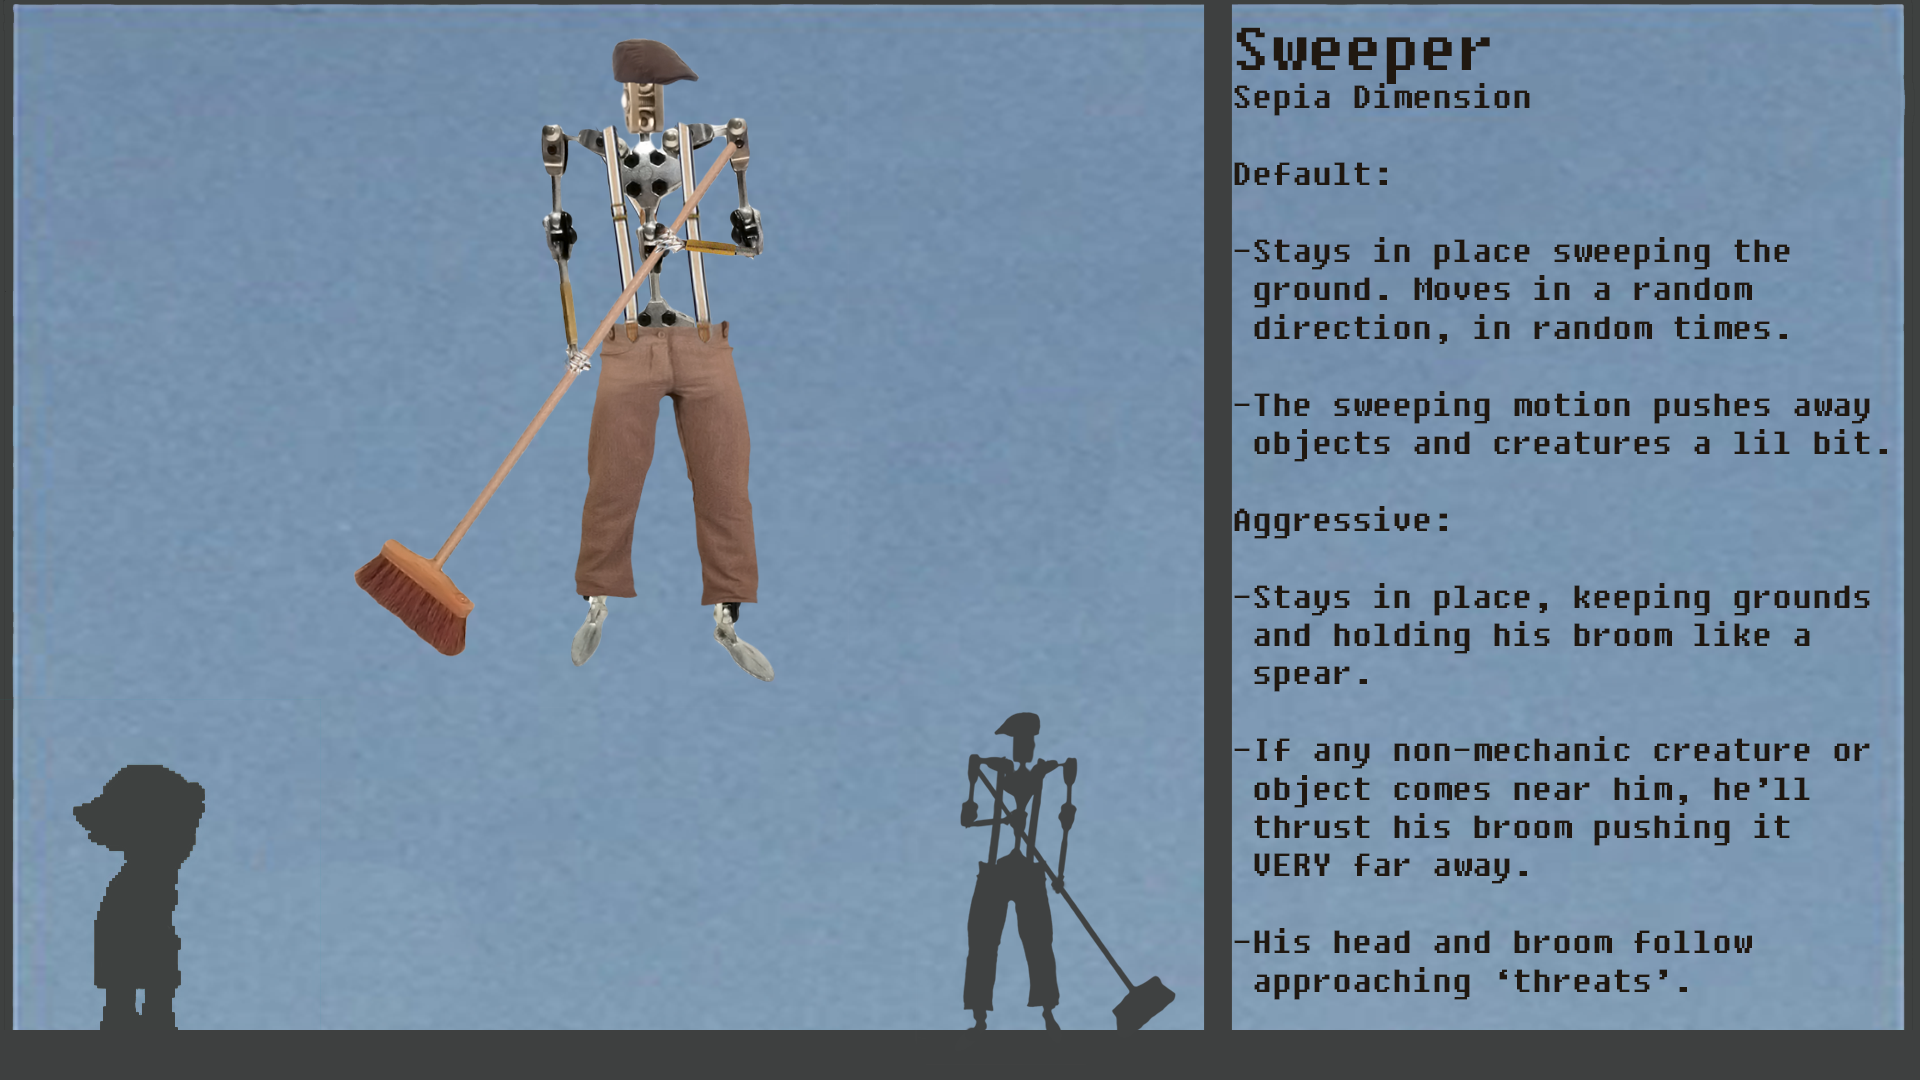 Sweeper
Sepia Dimension
Default:
-Stays in place sweeping the
ground. Moves in a random
direction, in random times.
-The sweeping motion pushes away
objects and creatures a lil bit.
Aggressive:
-Stays in place, keeping grounds
and holding his broom like a
spear.
-If any non-mechanic creature or
object comes near him, he’ll
thrust his broom pushing it
VERY far away.
-His head and broom follow
approaching ‘threats’.